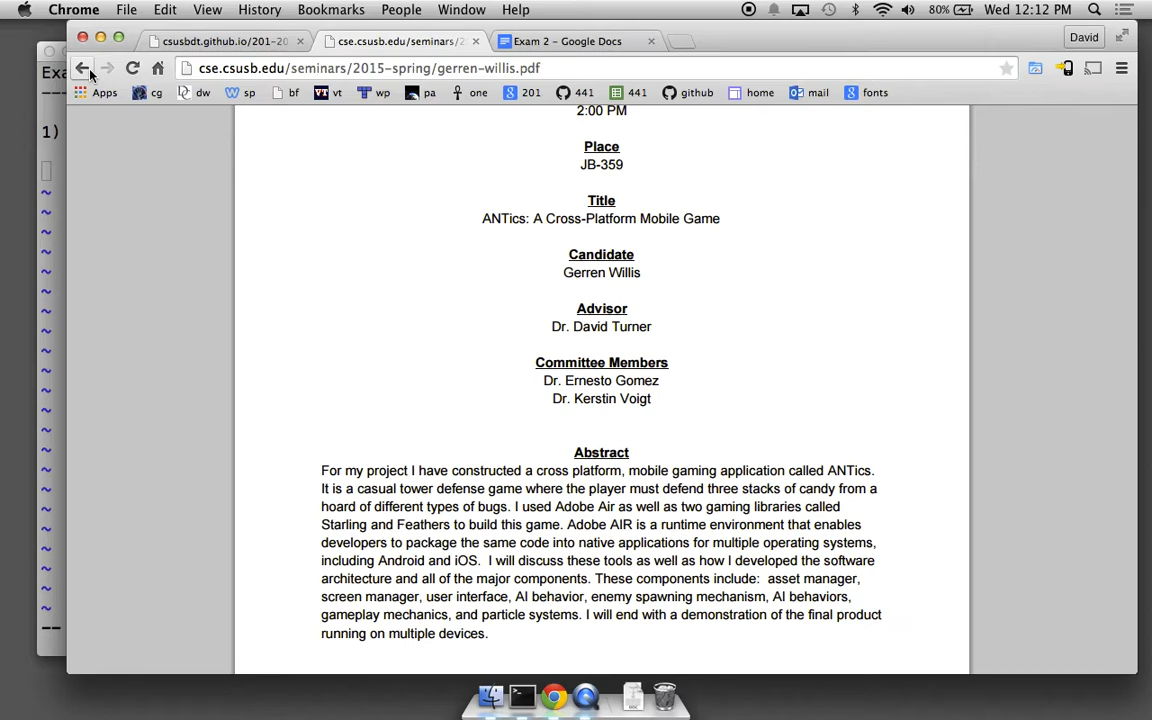 Chrome File Edit View History Bookmarks People Window Help 80% Wed 12:12 PM
csusbdt.github.io/201-20 cse.csusb.edu/seminars/2 Exam 2 - Google Docs David
cse.csusb.edu/seminars/2015-spring/gerren-willis.pdf
Apps cg dw sp bf vt wp pa one 201 441 441 github home mail fonts
Exa
--
1)
2:00 PM
Place
JB-359
Title
ANTics: A Cross-Platform Mobile Game
Candidate
Gerren Willis
Advisor
Dr. David Turner
Committee Members
Dr. Ernesto Gomez
Dr. Kerstin Voigt
Abstract
For my project I have constructed a cross platform, mobile gaming application called ANTics.
It is a casual tower defense game where the player must defend three stacks of candy from a
hoard of different types of bugs. I used Adobe Air as well as two gaming libraries called
Starling and Feathers to build this game. Adobe AIR is a runtime environment that enables
developers to package the same code into native applications for multiple operating systems,
including Android and iOS. I will discuss these tools as well as how I developed the software
architecture and all of the major components. These components include: asset manager,
screen manager, user interface, AI behavior, enemy spawning mechanism, AI behaviors,
gameplay mechanics, and particle systems. I will end with a demonstration of the final product
running on multiple devices.
--